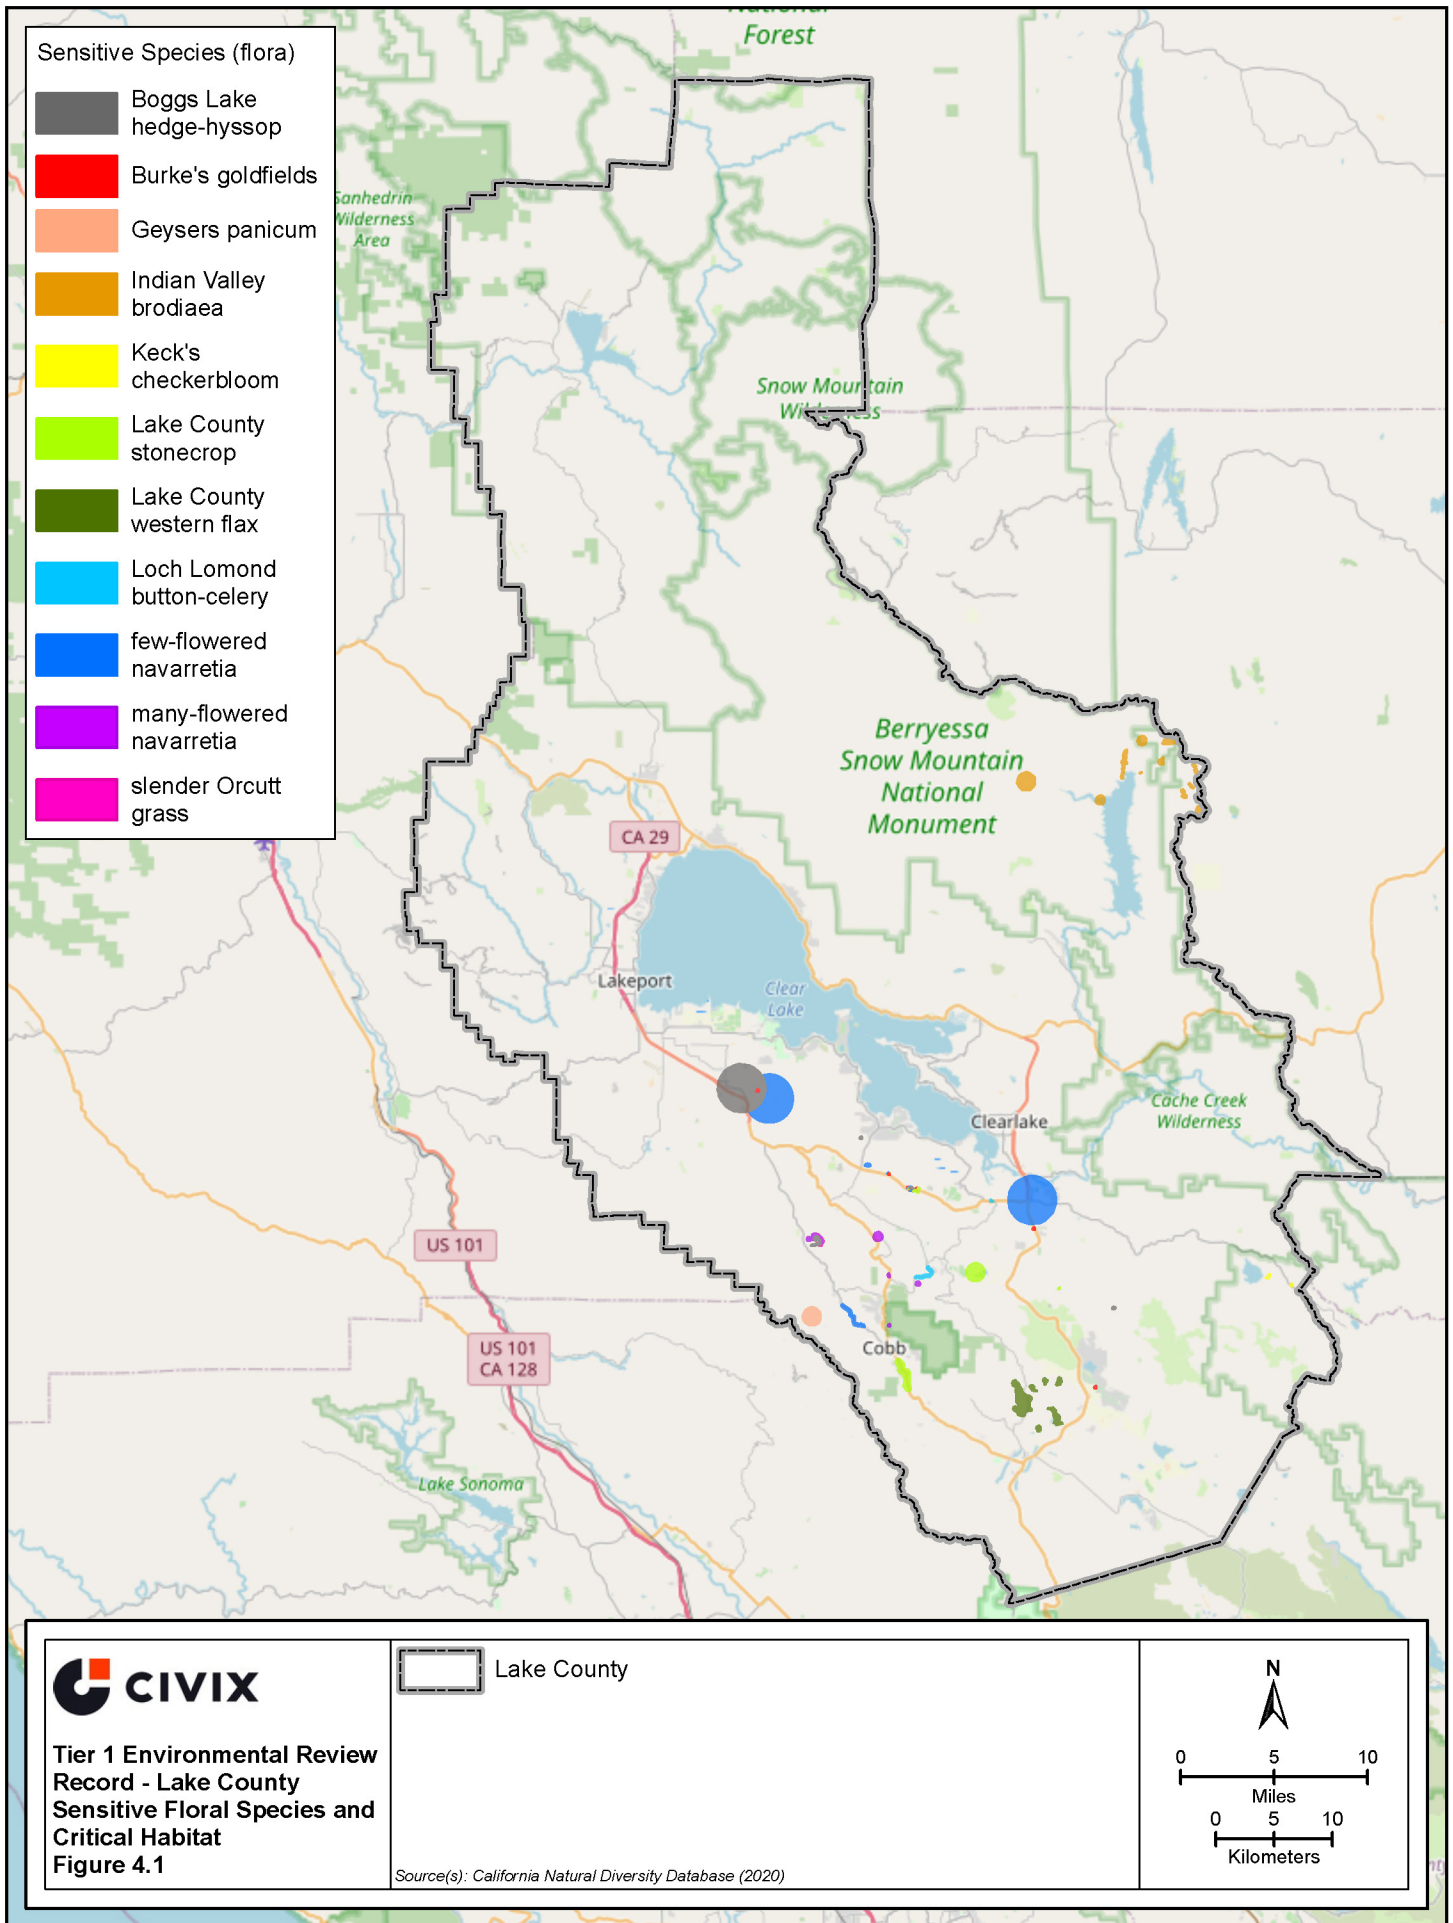 National
Forest
Sensitive Species (flora)
Boggs Lake
hedge-hyssop
Burke's goldfields
Geysers panicum
Indian Valley
brodiaea
Keck's
checkerbloom
Lake County
stonecrop
Lake County
western flax
Loch Lomond
button-celery
few-flowered
navarretia
many-flowered
navarretia
slender Orcutt
grass
Sanhedrin
Wilderness
Area
Snow Mountain
Wilderness
Berryessa
Snow Mountain
National
Monument
CA 29
Lakeport
Clear
Lake
Clearlake
Cache Creek
Wilderness
US 101
US 101
CA 128
Cobb
Lake Sonoma
CIVIX
Tier 1 Environmental Review
Record - Lake County
Sensitive Floral Species and
Critical Habitat
Figure 4.1
Lake County
Source(s): California Natural Diversity Database (2020)
N
0 5 10
Miles
0 5 10
Kilometers